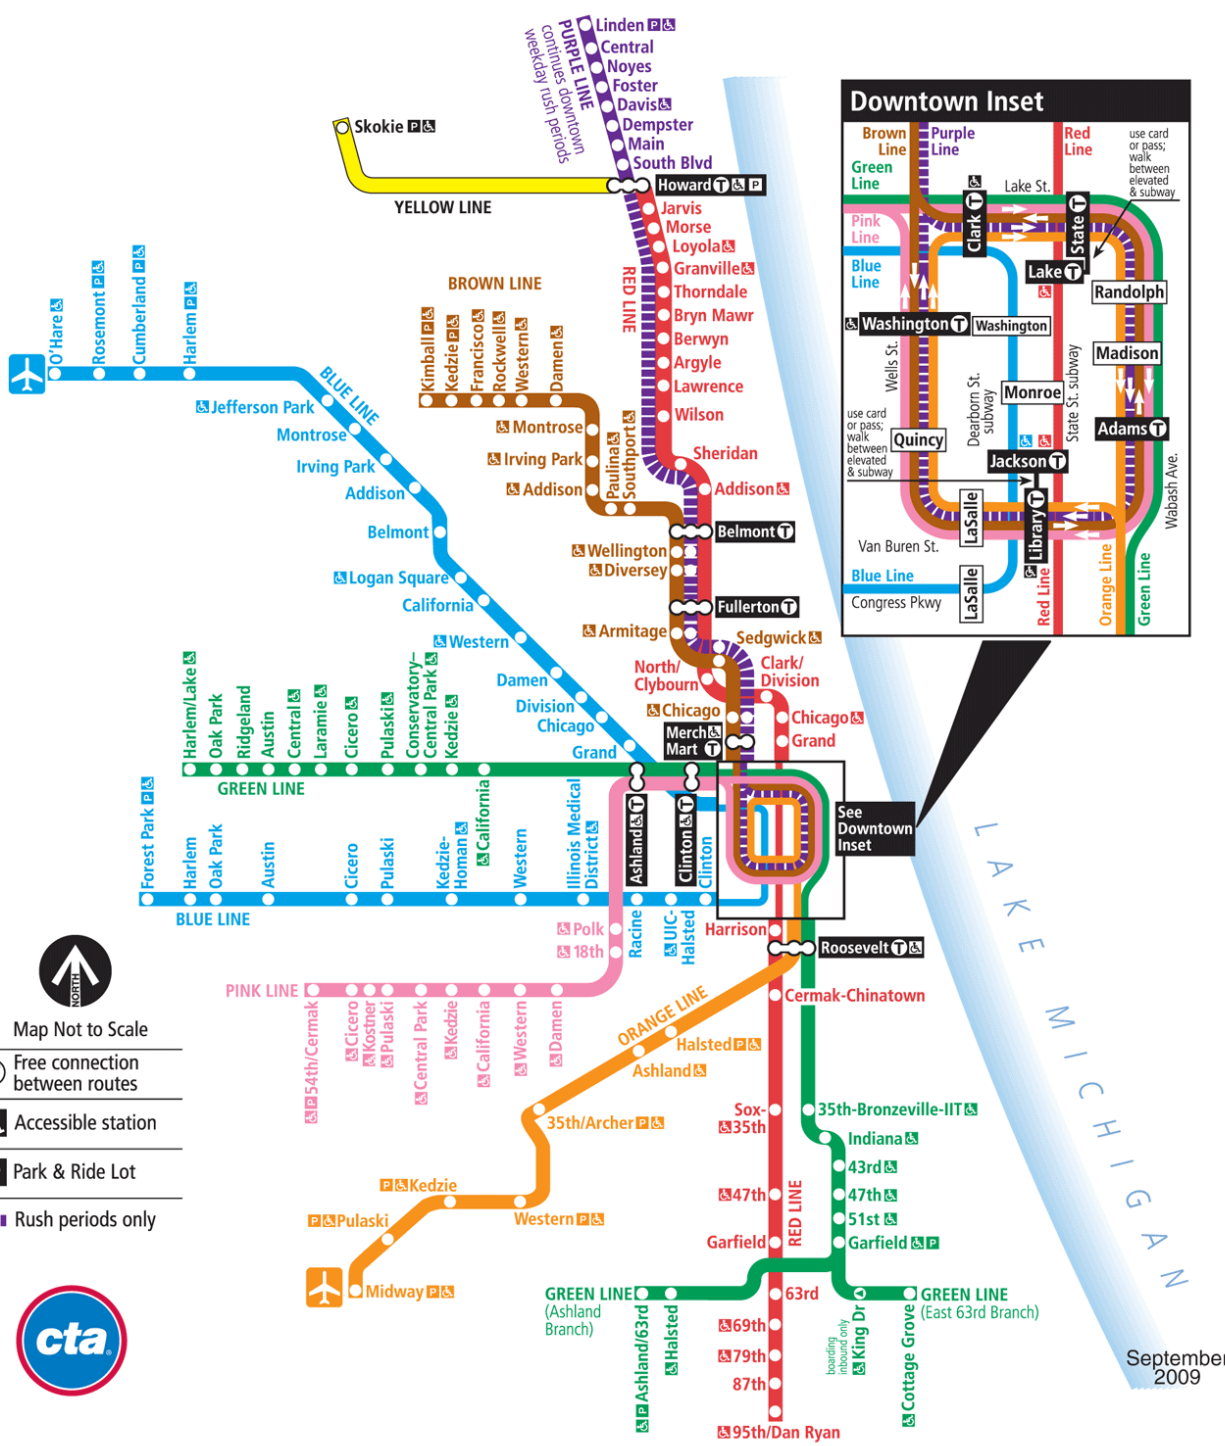 Linden P
Central
Noyes
Foster
Davis
Dempster
Main
South Blvd
PURPLE LINE
continues downtown
weekday rush periods
Skokie P
YELLOW LINE
Howard T P
Jarvis
Morse
Loyola
Granville
Thorndale
Bryn Mawr
Berwyn
Argyle
Lawrence
Wilson
Sheridan
Addison
RED LINE
Belmont T
Fullerton T
BROWN LINE
Kimball P
Kedzie P
Francisco
Rockwell
Western
Damen
Montrose
Irving Park
Addison
Paulina
Southport
Wellington
Diversey
Armitage
Sedgwick
North/
Clybourn
Clark/
Division
Chicago
Chicago
Merch
Mart T
Grand
O'Hare
Rosemont P
Cumberland P
Harlem P
BLUE LINE
Jefferson Park
Montrose
Irving Park
Addison
Belmont
Logan Square
California
Western
Damen
Division
Chicago
Grand
Harlem/Lake
Oak Park
Ridgeland
Austin
Central
Laramie
Cicero
Pulaski
Conservatory–
Central Park
Kedzie
California
GREEN LINE
Ashland T
Clinton T
See
Downtown
Inset
Forest Park P
Harlem
Oak Park
Austin
Cicero
Pulaski
Kedzie-
Homan
Western
Illinois Medical
District
Racine
UIC-
Halsted
Clinton
BLUE LINE
Polk
18th
PINK LINE
P 54th/Cermak
Cicero
Kostner
Pulaski
Central Park
Kedzie
California
Western
Damen
Harrison
Roosevelt T
Cermak-Chinatown
ORANGE LINE
Halsted P
Ashland
35th/Archer P
P Kedzie
Western P
P Pulaski
Midway P
Sox-
35th
47th
Garfield
RED LINE
63rd
69th
79th
87th
95th/Dan Ryan
35th-Bronzeville-IIT
Indiana
43rd
47th
51st
Garfield P
GREEN LINE
(Ashland
Branch)
P Ashland/63rd
Halsted
boarding
inbound only
King Dr
Cottage Grove
GREEN LINE
(East 63rd Branch)
LAKE MICHIGAN
September
2009
NORTH
Map Not to Scale
Free connection
between routes
Accessible station
Park & Ride Lot
Rush periods only
cta
Downtown Inset
Brown
Line
Purple
Line
Red
Line
use card
or pass;
walk
between
elevated
& subway
Green
Line
Lake St.
Pink
Line
Clark T
State T
Lake T
Blue
Line
Randolph
Washington T
Washington
Madison
Wells St.
Dearborn St.
subway
Monroe
State St. subway
use card
or pass;
walk
between
elevated
& subway
Quincy
Adams T
Jackson T
Wabash Ave.
LaSalle
Library T
Van Buren St.
Blue Line
Congress Pkwy
LaSalle
Red Line
Orange Line
Green Line